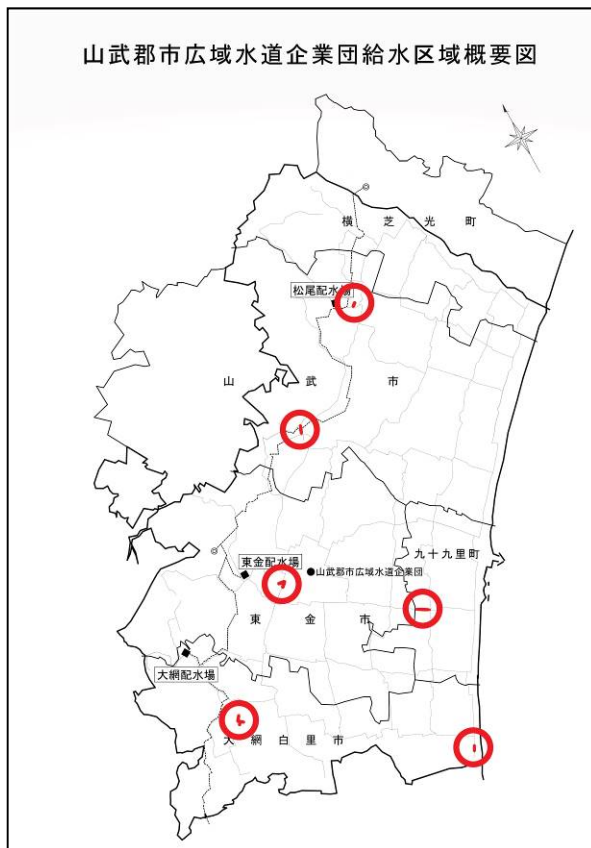 山武郡市広域水道企業団給水区域概要図
横芝光町
松尾配水場
山武市
九十九里町
東金配水場
山武郡市広域水道企業団
東金市
大網配水場
大網白里市